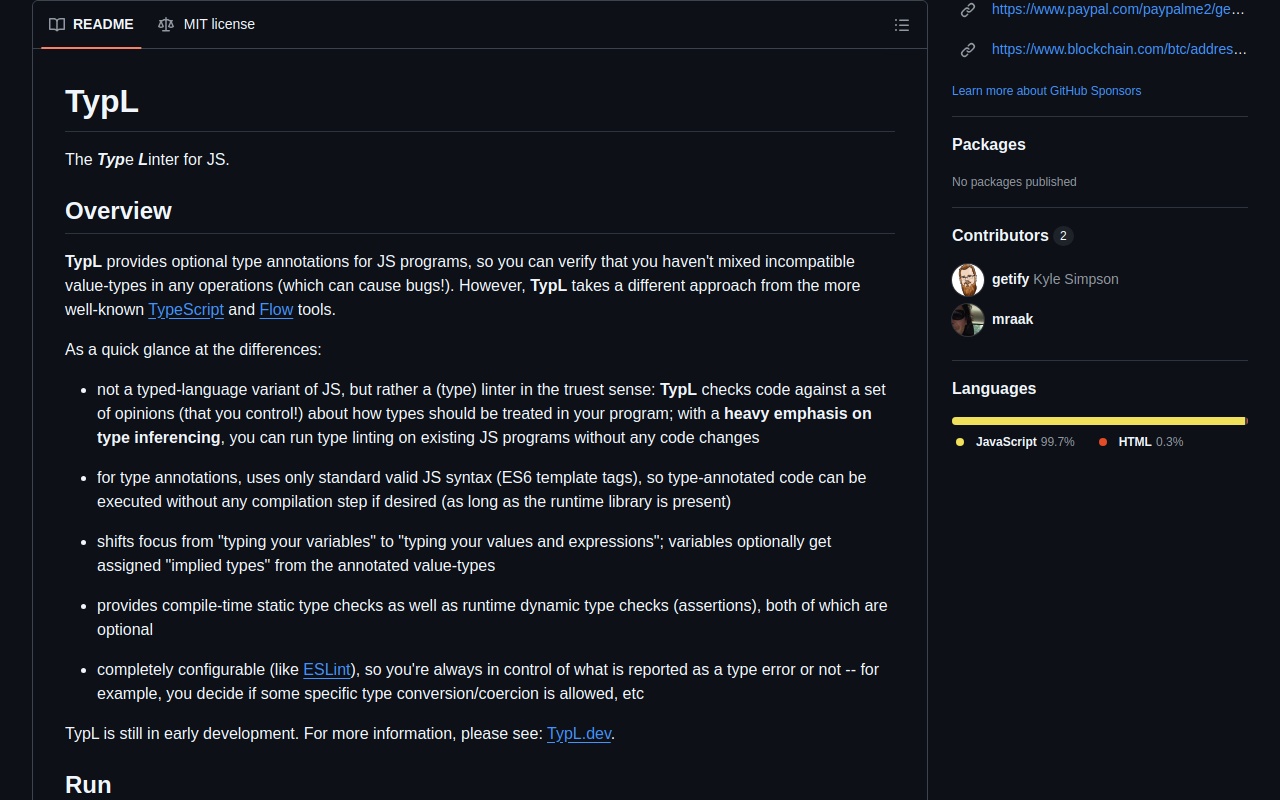 README
MIT license
TypL
The Type Linter for JS.
Overview
TypL provides optional type annotations for JS programs, so you can verify that you haven't mixed incompatible
value-types in any operations (which can cause bugs!). However, TypL takes a different approach from the more
well-known TypeScript and Flow tools.
As a quick glance at the differences:
not a typed-language variant of JS, but rather a (type) linter in the truest sense: TypL checks code against a set
of opinions (that you control!) about how types should be treated in your program; with a heavy emphasis on
type inferencing, you can run type linting on existing JS programs without any code changes
for type annotations, uses only standard valid JS syntax (ES6 template tags), so type-annotated code can be
executed without any compilation step if desired (as long as the runtime library is present)
shifts focus from "typing your variables" to "typing your values and expressions"; variables optionally get
assigned "implied types" from the annotated value-types
provides compile-time static type checks as well as runtime dynamic type checks (assertions), both of which are
optional
completely configurable (like ESLint), so you're always in control of what is reported as a type error or not -- for
example, you decide if some specific type conversion/coercion is allowed, etc
TypL is still in early development. For more information, please see: TypL.dev.
Run
https://www.paypal.com/paypalme2/ge…
https://www.blockchain.com/btc/addres…
Learn more about GitHub Sponsors
Packages
No packages published
Contributors 2
getify Kyle Simpson
mraak
Languages
JavaScript 99.7% HTML 0.3%